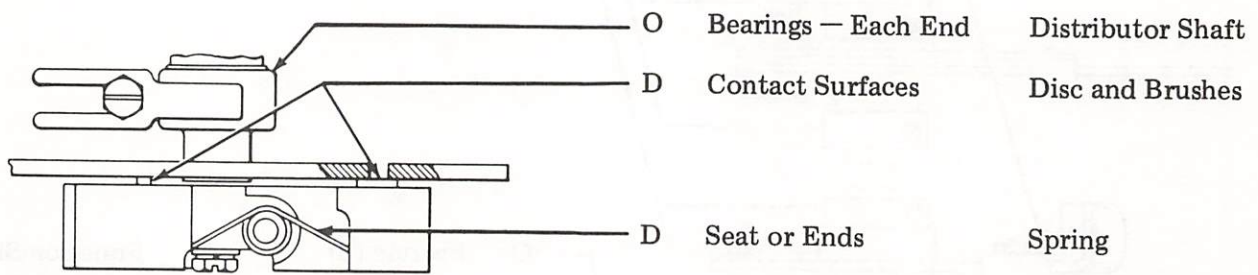 O Bearings — Each End Distributor Shaft
D Contact Surfaces Disc and Brushes
D Seat or Ends Spring